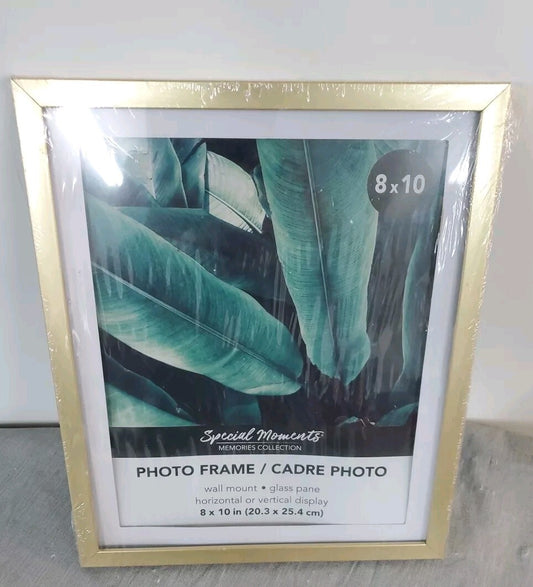 8 x 10
Special Moments
MEMORIES COLLECTION
PHOTO FRAME / CADRE PHOTO
wall mount • glass pane
horizontal or vertical display
8 x 10 in (20.3 x 25.4 cm)